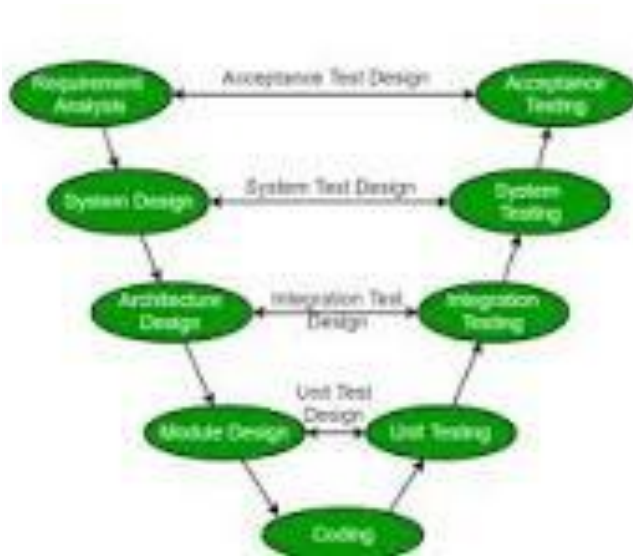 Requirement
Analysis
Acceptance Test Design
Acceptance
Testing
System Design
System Test Design
System
Testing
Architecture
Design
Integration Test
Design
Integration
Testing
Module Design
Unit Test
Design
Unit Testing
Coding